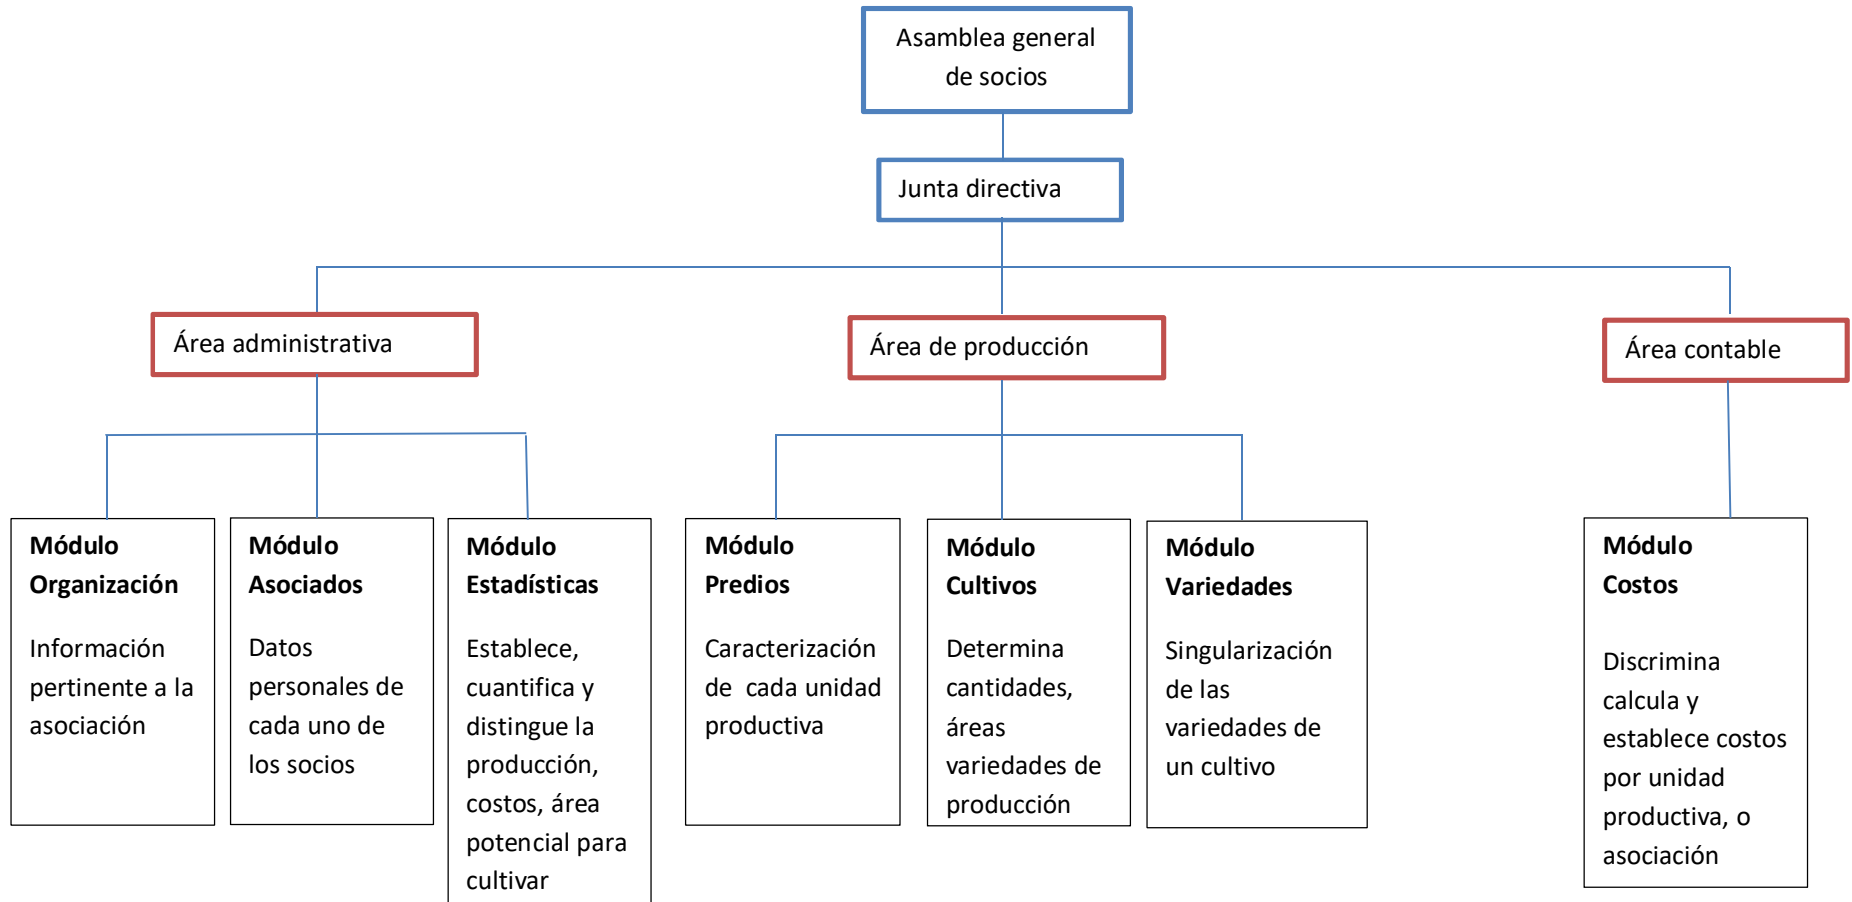 Asamblea general
de socios
Junta directiva
Área administrativa
Área de producción
Área contable
Módulo
Organización
Información
pertinente a la
asociación
Módulo
Asociados
Datos
personales de
cada uno de
los socios
Módulo
Estadísticas
Establece,
cuantifica y
distingue la
producción,
costos, área
potencial para
cultivar
Módulo
Predios
Caracterización
de cada unidad
productiva
Módulo
Cultivos
Determina
cantidades,
áreas
variedades de
producción
Módulo
Variedades
Singularización
de las
variedades de
un cultivo
Módulo
Costos
Discrimina
calcula y
establece costos
por unidad
productiva, o
asociación